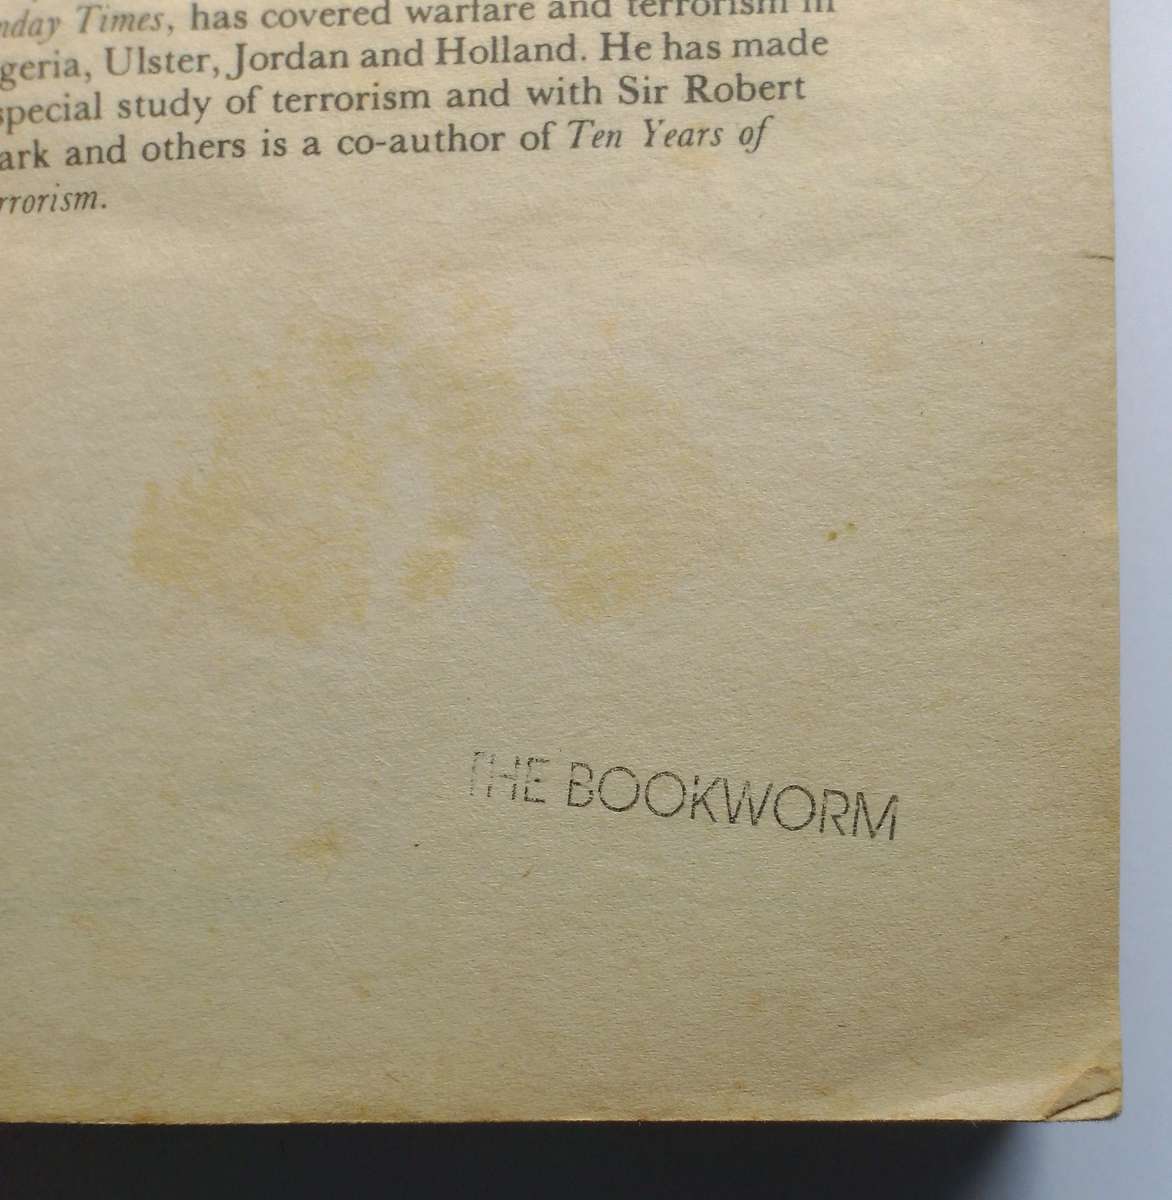 nday Times, has covered warfare and terrorism in
geria, Ulster, Jordan and Holland. He has made
special study of terrorism and with Sir Robert
ark and others is a co-author of Ten Years of
rrorism.
THE BOOKWORM